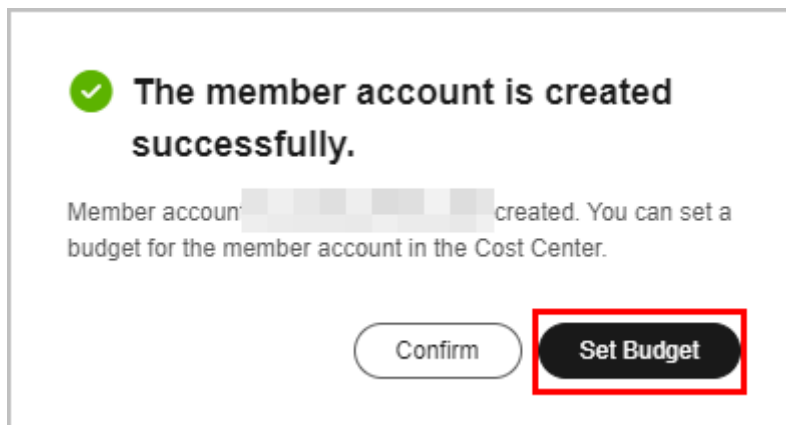 The member account is created
successfully.
Member account created. You can set a
budget for the member account in the Cost Center.
Confirm
Set Budget